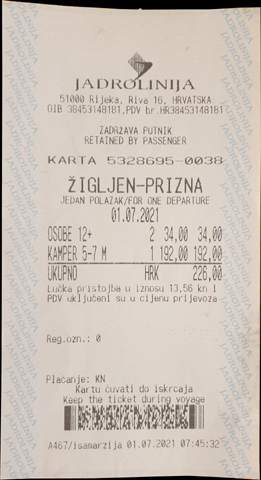 JADROLINIJA
51000 Rijeka, Riva 16, HRVATSKA
OIB 38453148181,PDV br.HR38453148181
ZADRŽAVA PUTNIK
RETAINED BY PASSENGER
KARTA 5328695-0038
ŽIGLJEN-PRIZNA
JEDAN POLAZAK/FOR ONE DEPARTURE
01.07.2021
OSOBE 12+ 2 34,00 34,00
KAMPER 5-7 M 1 192,00 192,00
UKUPNO HRK 226,00
Lučka pristojba u iznosu 13,56 kn i
PDV uključeni su u cijenu prijevoza
Reg.ozn.: 0
Plaćanje: KN
Kartu čuvati do iskrcaja
Keep the ticket during voyage
A467/isamarzija 01.07.2021 07:45:32